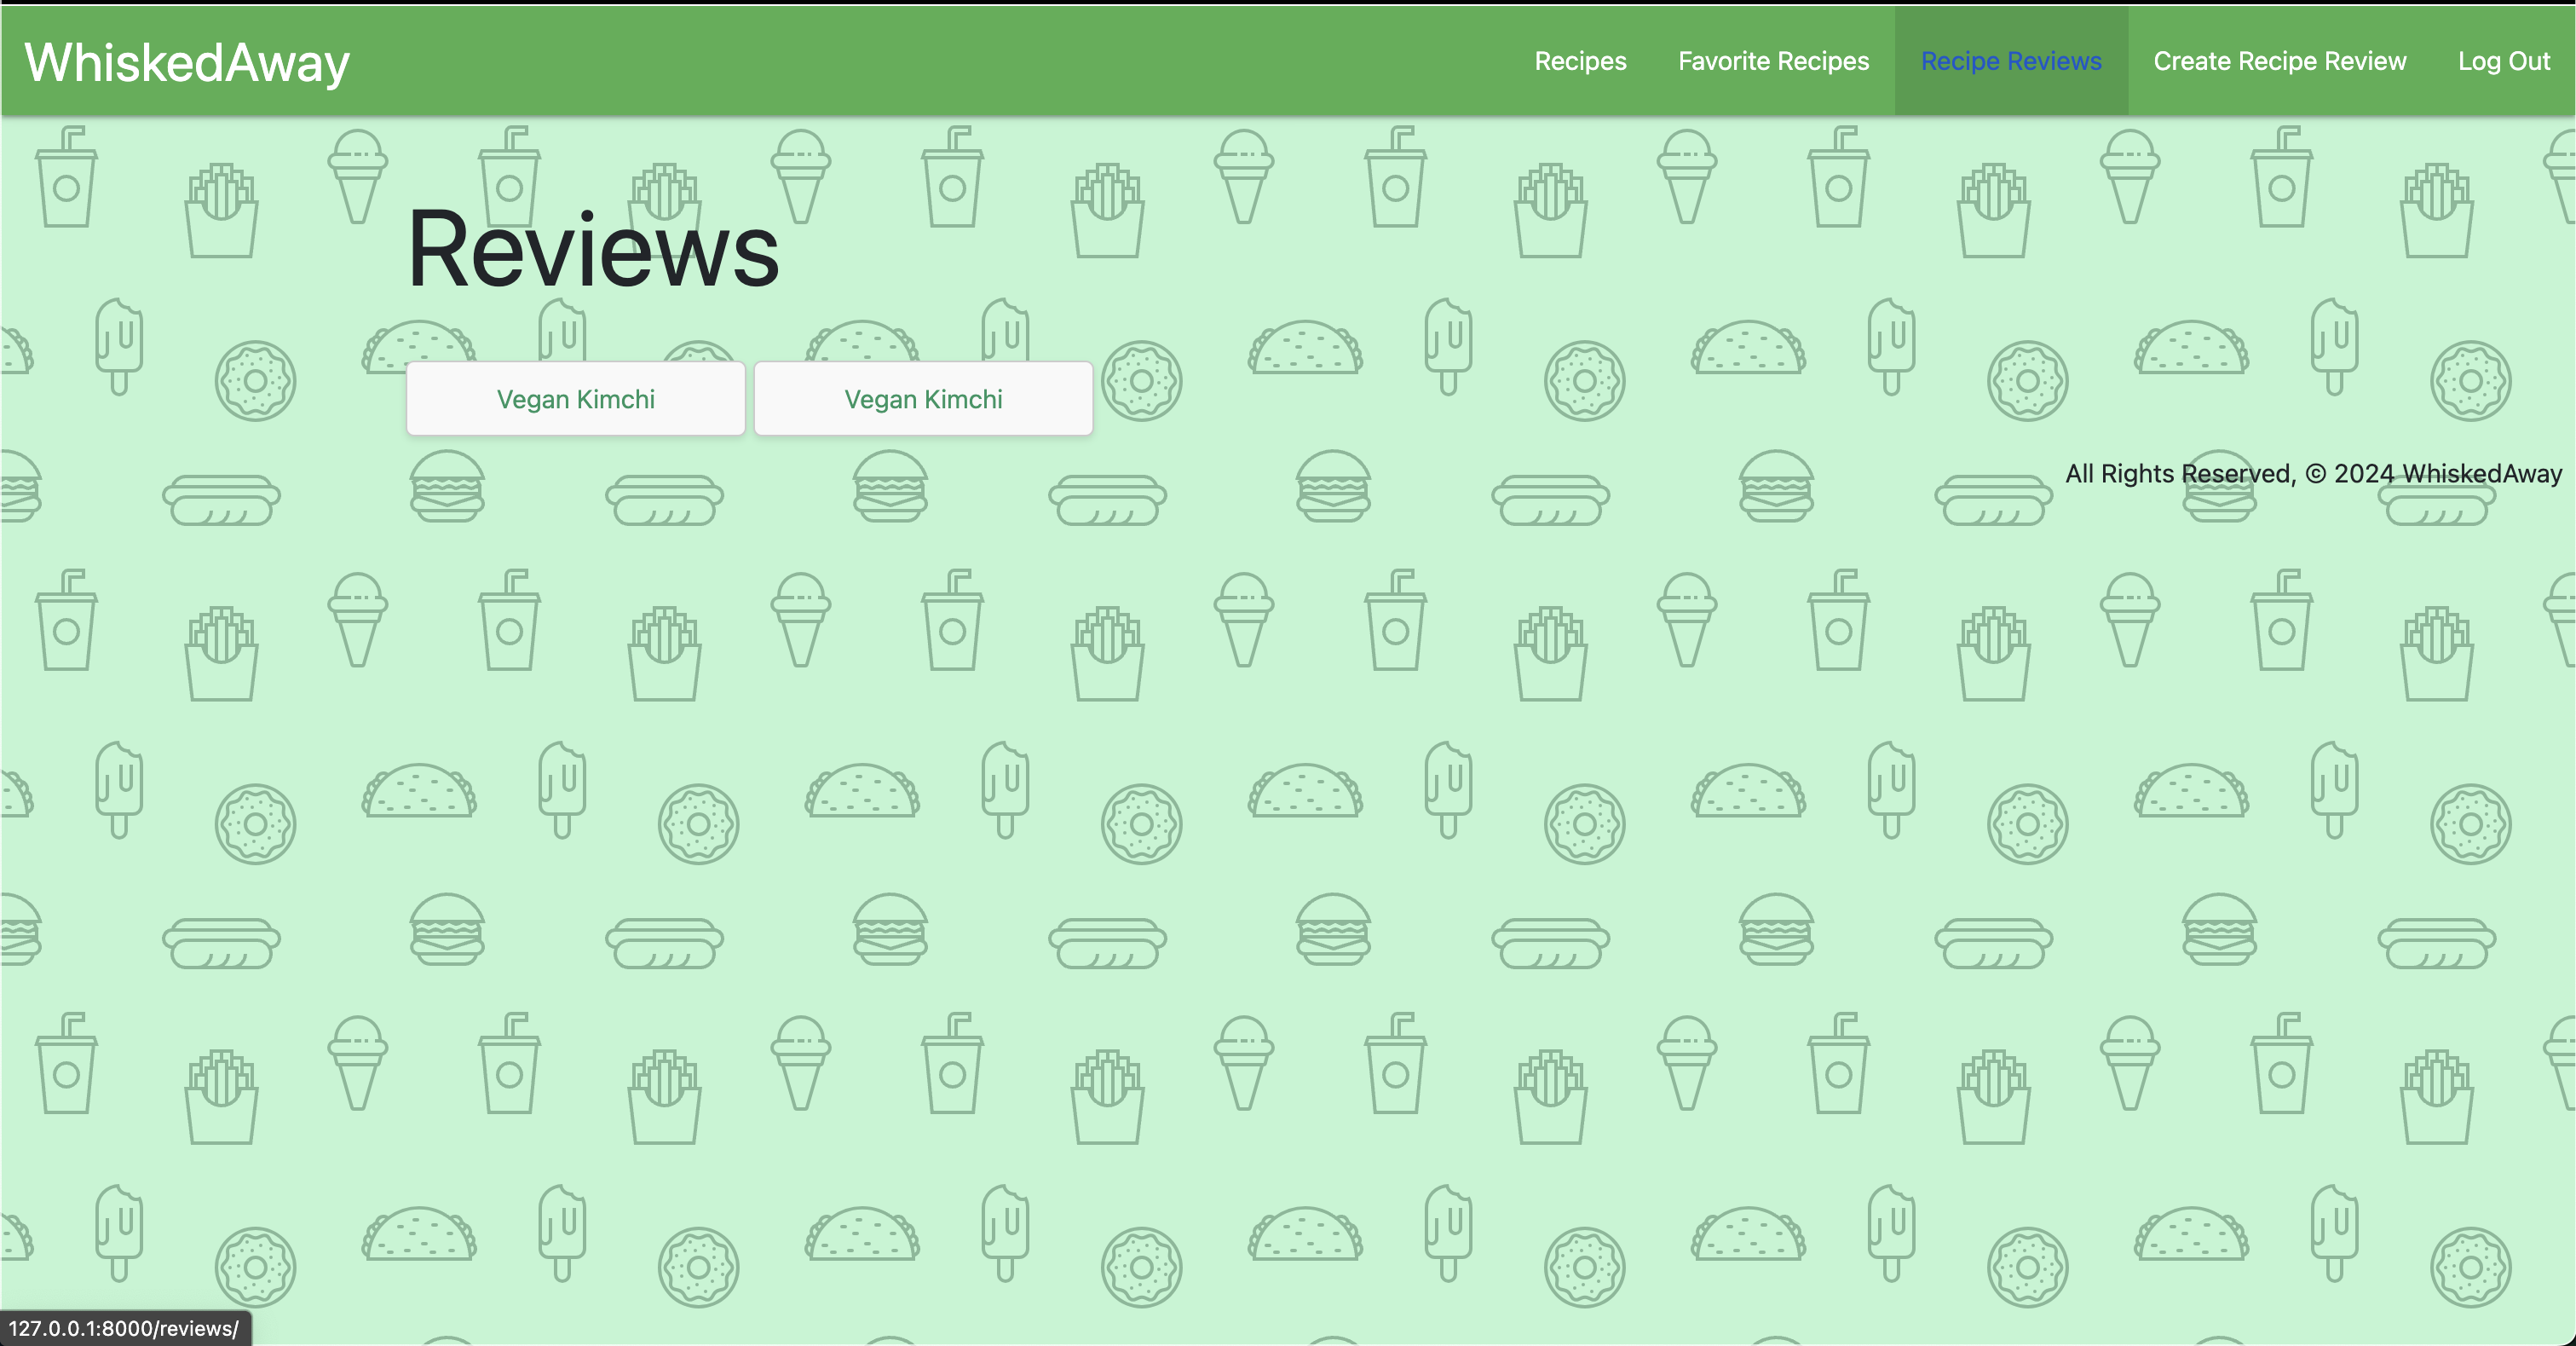 WhiskedAway
Recipes Favorite Recipes Recipe Reviews Create Recipe Review Log Out
Reviews
Vegan Kimchi Vegan Kimchi
All Rights Reserved, © 2024 WhiskedAway
127.0.0.1:8000/reviews/